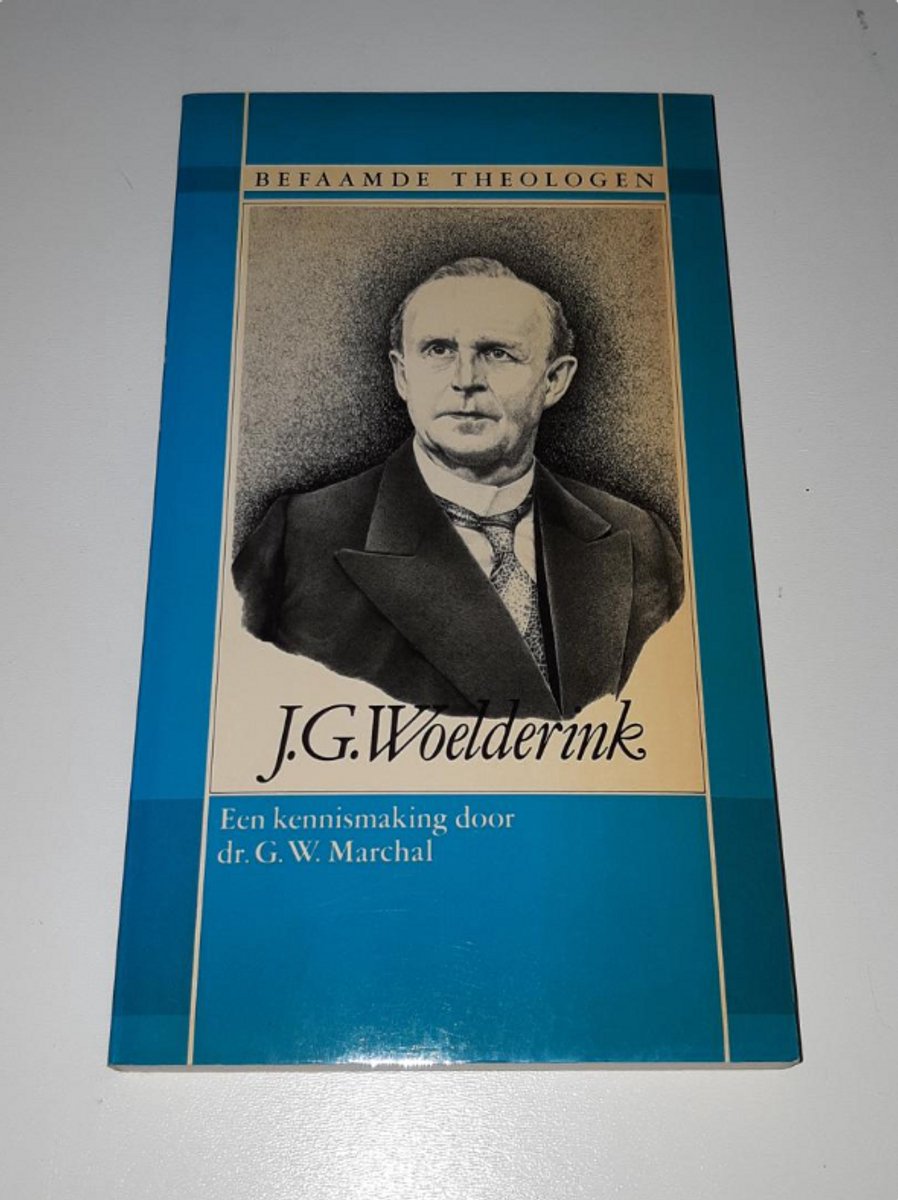 BEFAAMDE THEOLOGEN
J.G. Woelderink
Een kennismaking door
dr. G. W. Marchal